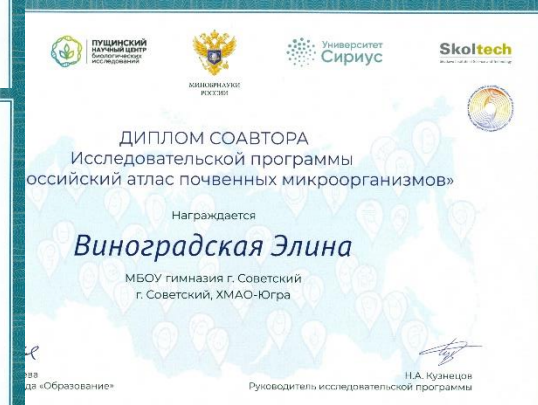 ПУЩИНСКИЙ
НАУЧНЫЙ ЦЕНТР
биологических
исследований
МИНОБРНАУКИ
РОССИИ
Университет
Сириус
Skoltech
ДИПЛОМ СОАВТОРА
Исследовательской программы
оссийский атлас почвенных микроорганизмов»
Награждается
Виноградская Элина
МБОУ гимназия г. Советский
г. Советский, ХМАО-Югра
ева
да «Образование»
Н.А. Кузнецов
Руководитель исследовательской программы